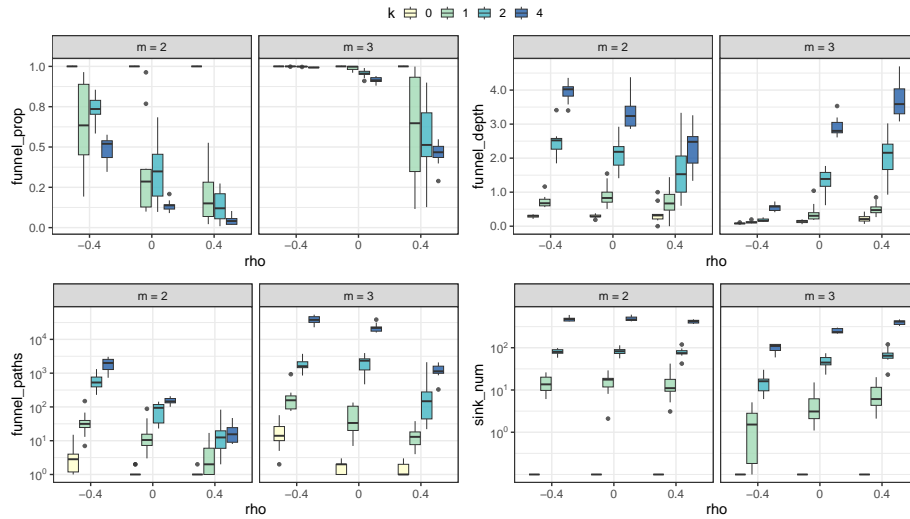 k 0 1 2 4
m = 2
m = 3
funnel_prop
1.0
0.8
0.5
0.2
0.0
−0.4 0 0.4 −0.4 0 0.4
rho
m = 2
m = 3
funnel_depth
4.0
3.0
2.0
1.0
0.0
−0.4 0 0.4 −0.4 0 0.4
rho
m = 2
m = 3
funnel_paths
10^4
10^3
10^2
10^1
10^0
−0.4 0 0.4 −0.4 0 0.4
rho
m = 2
m = 3
sink_num
10^2
10^1
10^0
−0.4 0 0.4 −0.4 0 0.4
rho